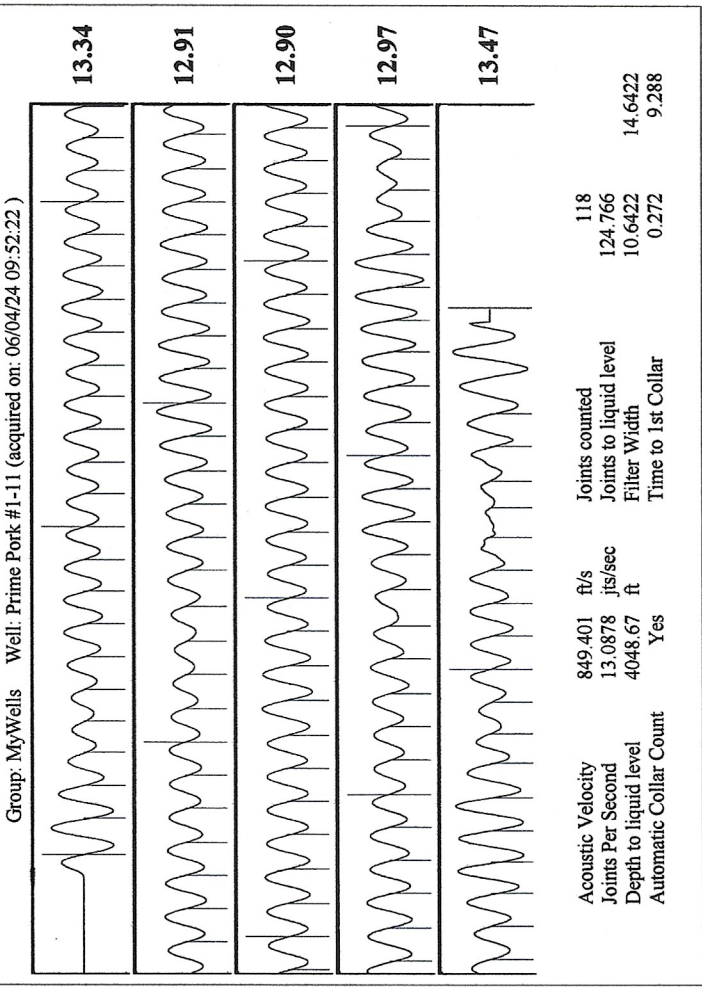 Group: MyWells Well: Prime Pork #1-11 (acquired on: 06/04/24 09:52:22 )
13.34
12.91
12.90
12.97
13.47
Acoustic Velocity 849.401 ft/s Joints counted 118
Joints Per Second 13.0878 jts/sec Joints to liquid level 124.766
Depth to liquid level 4048.67 ft Filter Width 10.6422 14.6422
Automatic Collar Count Yes Time to 1st Collar 0.272 9.288